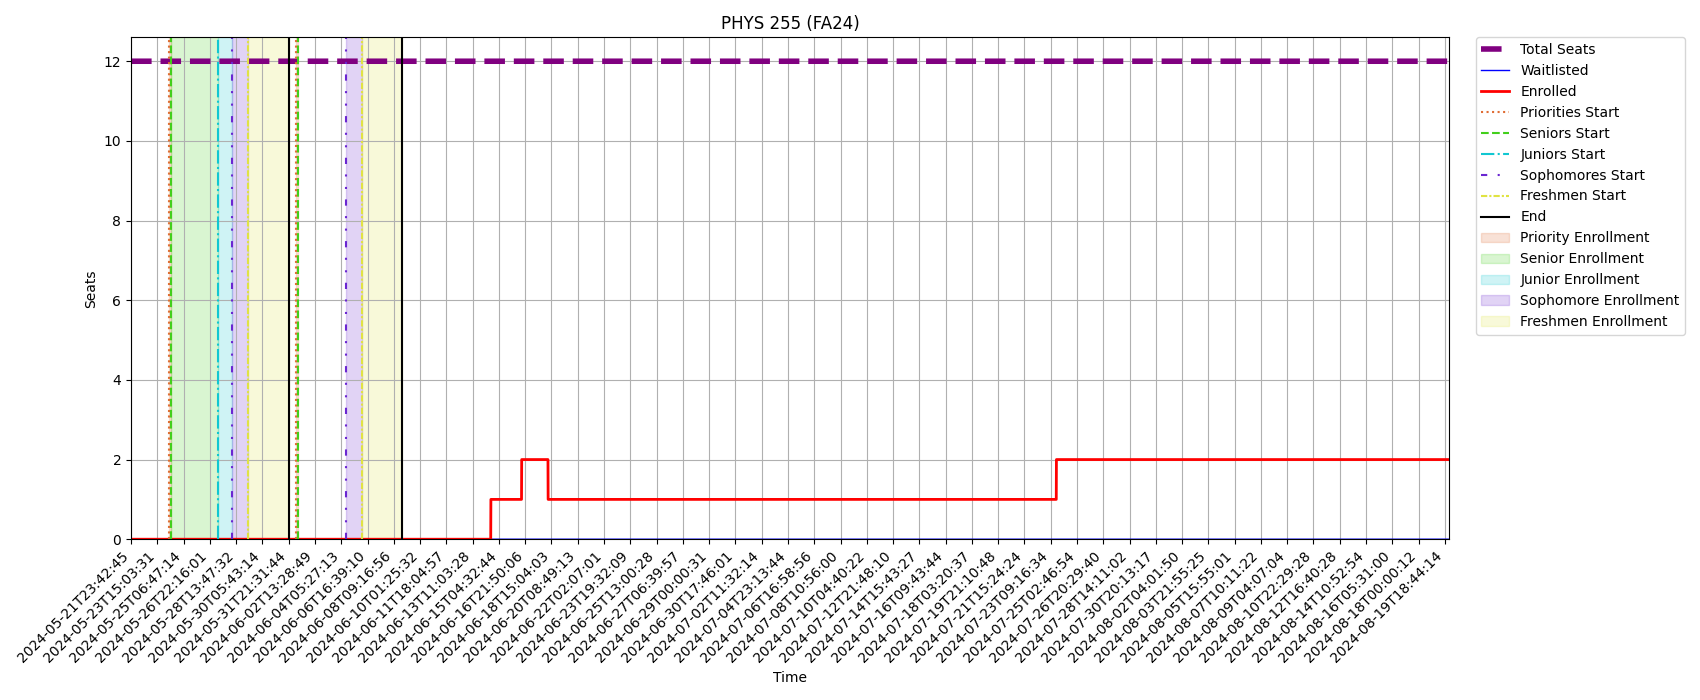 PHYS 255 (FA24)
Seats
12
10
8
6
4
2
0
2024-05-21T23:42:45
2024-05-23T15:03:31
2024-05-25T06:47:14
2024-05-26T22:16:01
2024-05-28T13:47:32
2024-05-30T05:43:14
2024-05-31T21:31:44
2024-06-02T13:28:49
2024-06-04T05:27:13
2024-06-06T16:39:10
2024-06-08T09:16:56
2024-06-10T01:25:32
2024-06-11T18:04:57
2024-06-13T11:03:28
2024-06-15T04:32:44
2024-06-16T21:50:06
2024-06-18T15:04:03
2024-06-20T08:49:13
2024-06-22T02:07:01
2024-06-23T19:32:09
2024-06-25T13:00:28
2024-06-27T06:39:57
2024-06-29T00:00:31
2024-06-30T17:46:01
2024-07-02T11:32:14
2024-07-04T23:13:44
2024-07-06T16:58:56
2024-07-08T10:56:00
2024-07-10T04:40:22
2024-07-12T21:48:10
2024-07-14T15:43:27
2024-07-16T09:43:44
2024-07-18T03:20:37
2024-07-19T21:10:48
2024-07-21T15:24:24
2024-07-23T09:16:34
2024-07-25T02:46:54
2024-07-26T20:29:40
2024-07-28T14:11:02
2024-07-30T20:13:17
2024-08-02T04:01:50
2024-08-03T21:55:25
2024-08-05T15:55:01
2024-08-07T10:11:22
2024-08-09T04:07:04
2024-08-10T22:29:28
2024-08-12T16:40:28
2024-08-14T10:52:54
2024-08-16T05:31:00
2024-08-18T00:00:12
2024-08-19T18:44:14
Time
Total Seats
Waitlisted
Enrolled
Priorities Start
Seniors Start
Juniors Start
Sophomores Start
Freshmen Start
End
Priority Enrollment
Senior Enrollment
Junior Enrollment
Sophomore Enrollment
Freshmen Enrollment